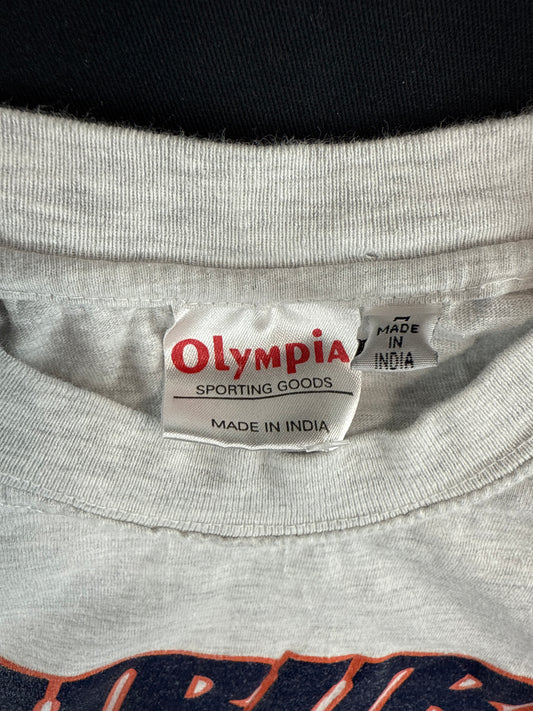 Olympia
SPORTING GOODS
MADE IN INDIA
MADE
IN
INDIA